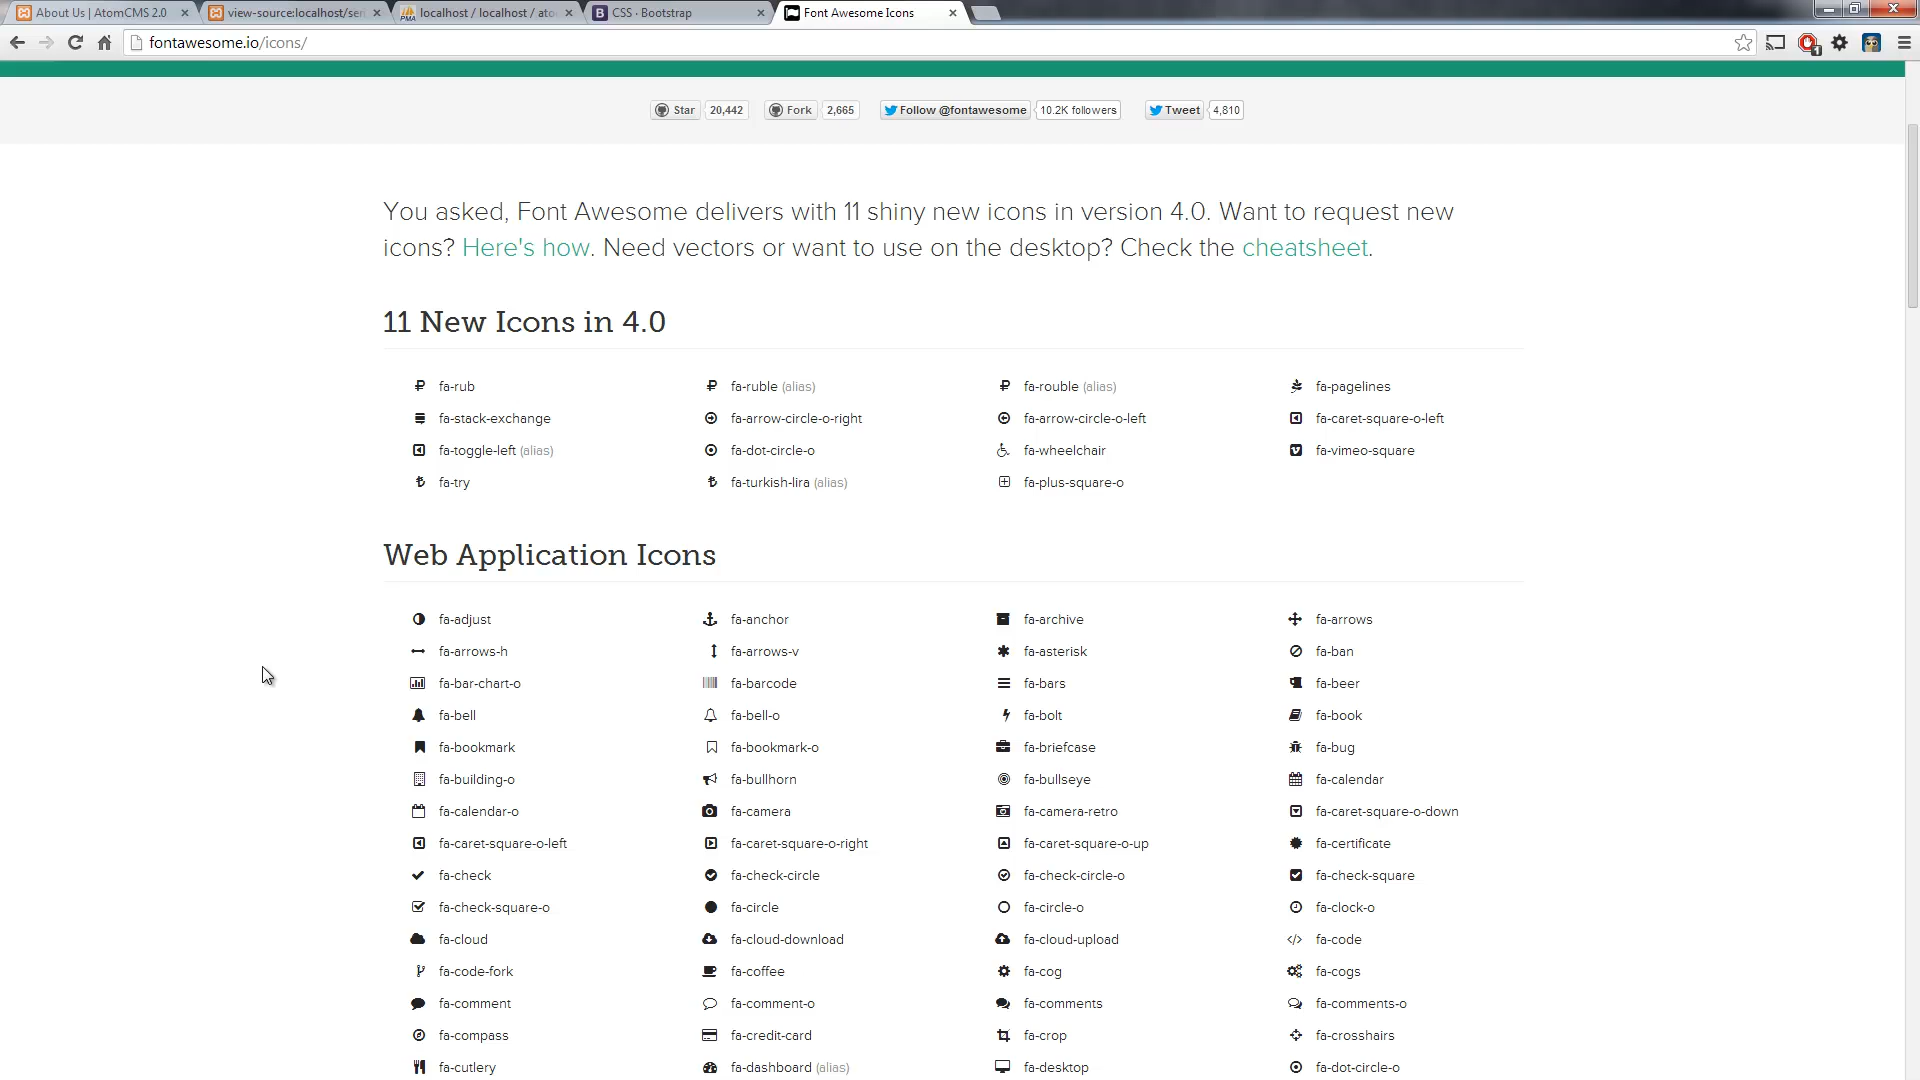 About Us | AtomCMS 2.0
view-source:localhost/seri
localhost / localhost / ato
CSS · Bootstrap
Font Awesome Icons
fontawesome.io/icons/
1
Star 20,442 Fork 2,665 Follow @fontawesome 10.2K followers Tweet 4,810
You asked, Font Awesome delivers with 11 shiny new icons in version 4.0. Want to request new
icons? Here's how. Need vectors or want to use on the desktop? Check the cheatsheet.
11 New Icons in 4.0
fa-rub fa-ruble (alias) fa-rouble (alias) fa-pagelines
fa-stack-exchange fa-arrow-circle-o-right fa-arrow-circle-o-left fa-caret-square-o-left
fa-toggle-left (alias) fa-dot-circle-o fa-wheelchair fa-vimeo-square
fa-try fa-turkish-lira (alias) fa-plus-square-o
Web Application Icons
fa-adjust fa-anchor fa-archive fa-arrows
fa-arrows-h fa-arrows-v fa-asterisk fa-ban
fa-bar-chart-o fa-barcode fa-bars fa-beer
fa-bell fa-bell-o fa-bolt fa-book
fa-bookmark fa-bookmark-o fa-briefcase fa-bug
fa-building-o fa-bullhorn fa-bullseye fa-calendar
fa-calendar-o fa-camera fa-camera-retro fa-caret-square-o-down
fa-caret-square-o-left fa-caret-square-o-right fa-caret-square-o-up fa-certificate
fa-check fa-check-circle fa-check-circle-o fa-check-square
fa-check-square-o fa-circle fa-circle-o fa-clock-o
fa-cloud fa-cloud-download fa-cloud-upload fa-code
fa-code-fork fa-coffee fa-cog fa-cogs
fa-comment fa-comment-o fa-comments fa-comments-o
fa-compass fa-credit-card fa-crop fa-crosshairs
fa-cutlery fa-dashboard (alias) fa-desktop fa-dot-circle-o